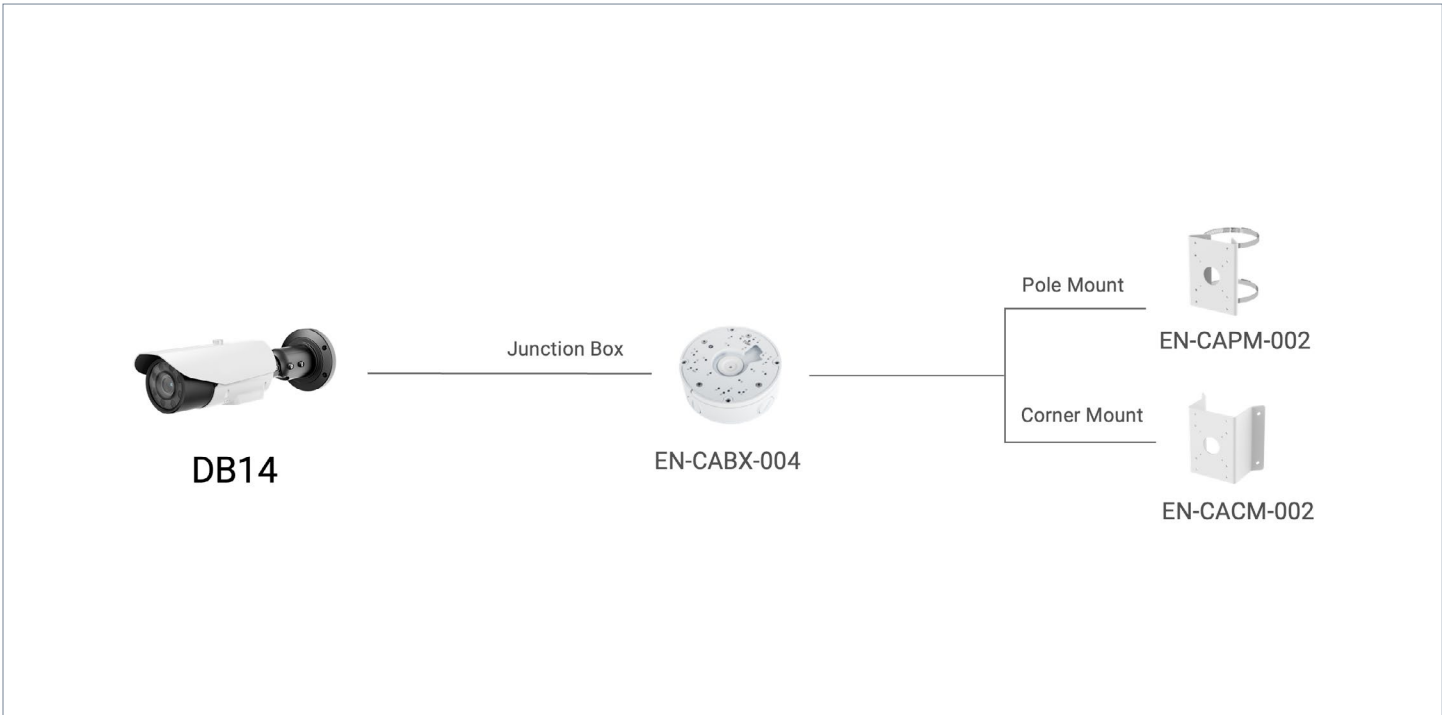 Pole Mount
EN-CAPM-002
Junction Box
Corner Mount
DB14
EN-CABX-004
EN-CACM-002